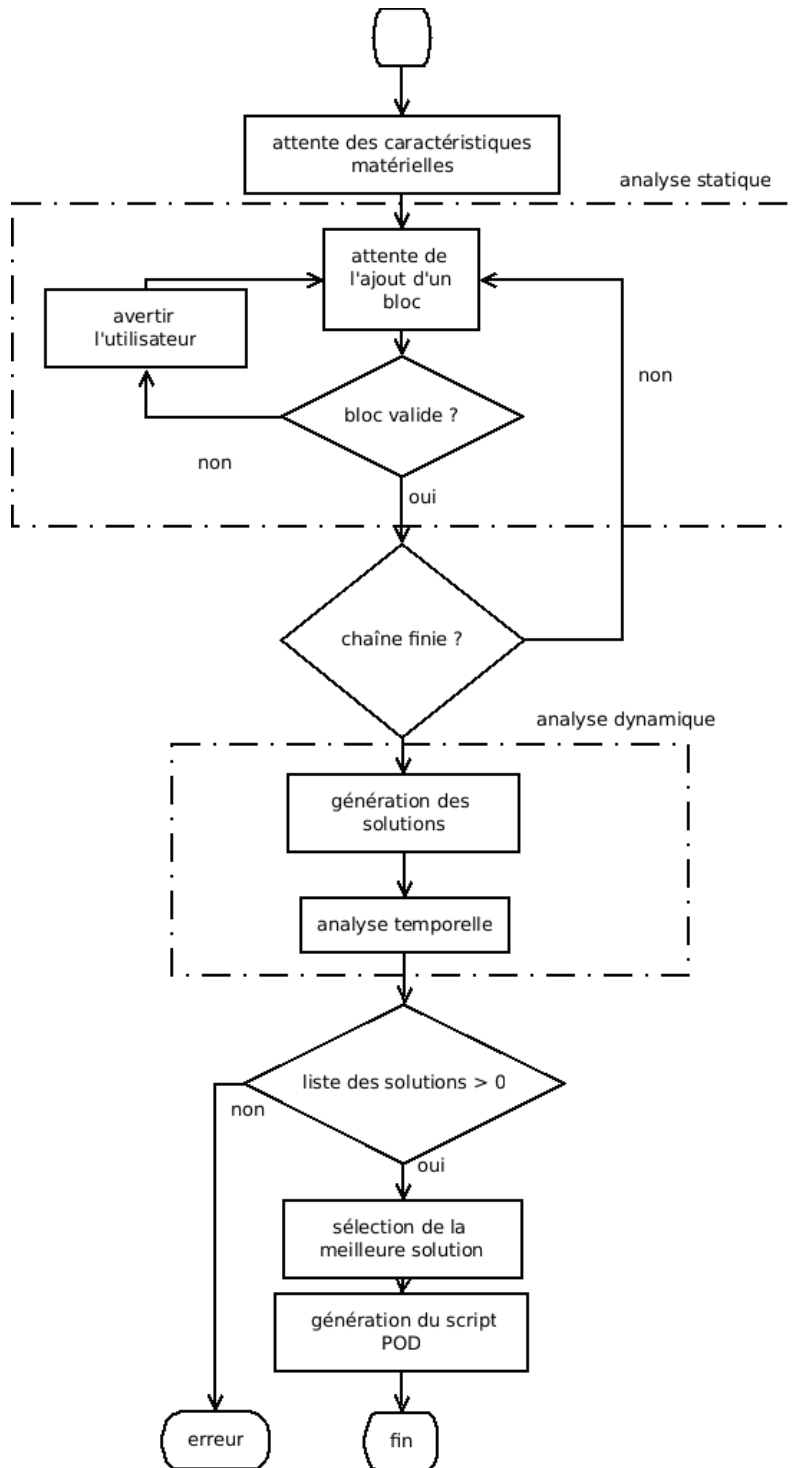 attente des caractéristiques
matérielles
analyse statique
attente de
l'ajout d'un
bloc
avertir
l'utilisateur
non
bloc valide ?
non
oui
chaîne finie ?
analyse dynamique
génération des
solutions
analyse temporelle
liste des solutions > 0
non
oui
sélection de la
meilleure solution
génération du script
POD
erreur
fin